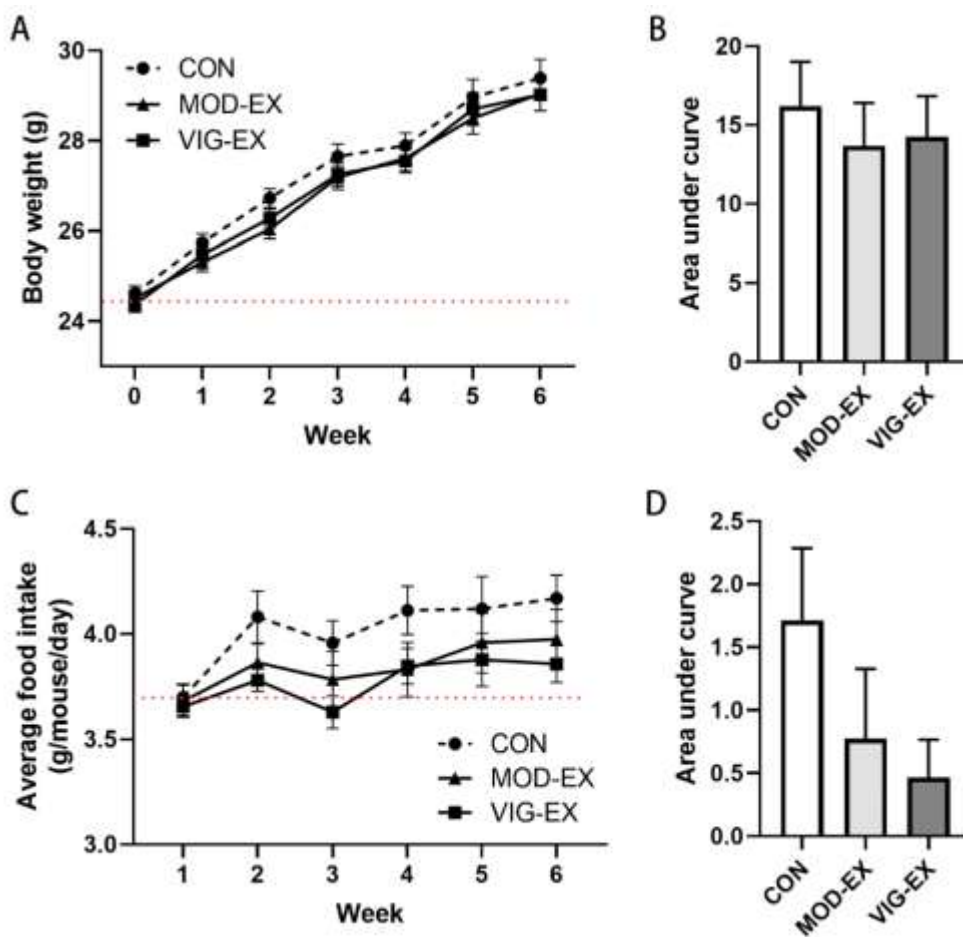 A
Body weight (g)
30
28
26
24
CON
MOD-EX
VIG-EX
0 1 2 3 4 5 6
Week
B
Area under curve
20
15
10
5
0
CON MOD-EX VIG-EX
C
Average food intake
(g/mouse/day)
4.5
4.0
3.5
3.0
CON
MOD-EX
VIG-EX
1 2 3 4 5 6
Week
D
Area under curve
2.5
2.0
1.5
1.0
0.5
0.0
CON MOD-EX VIG-EX